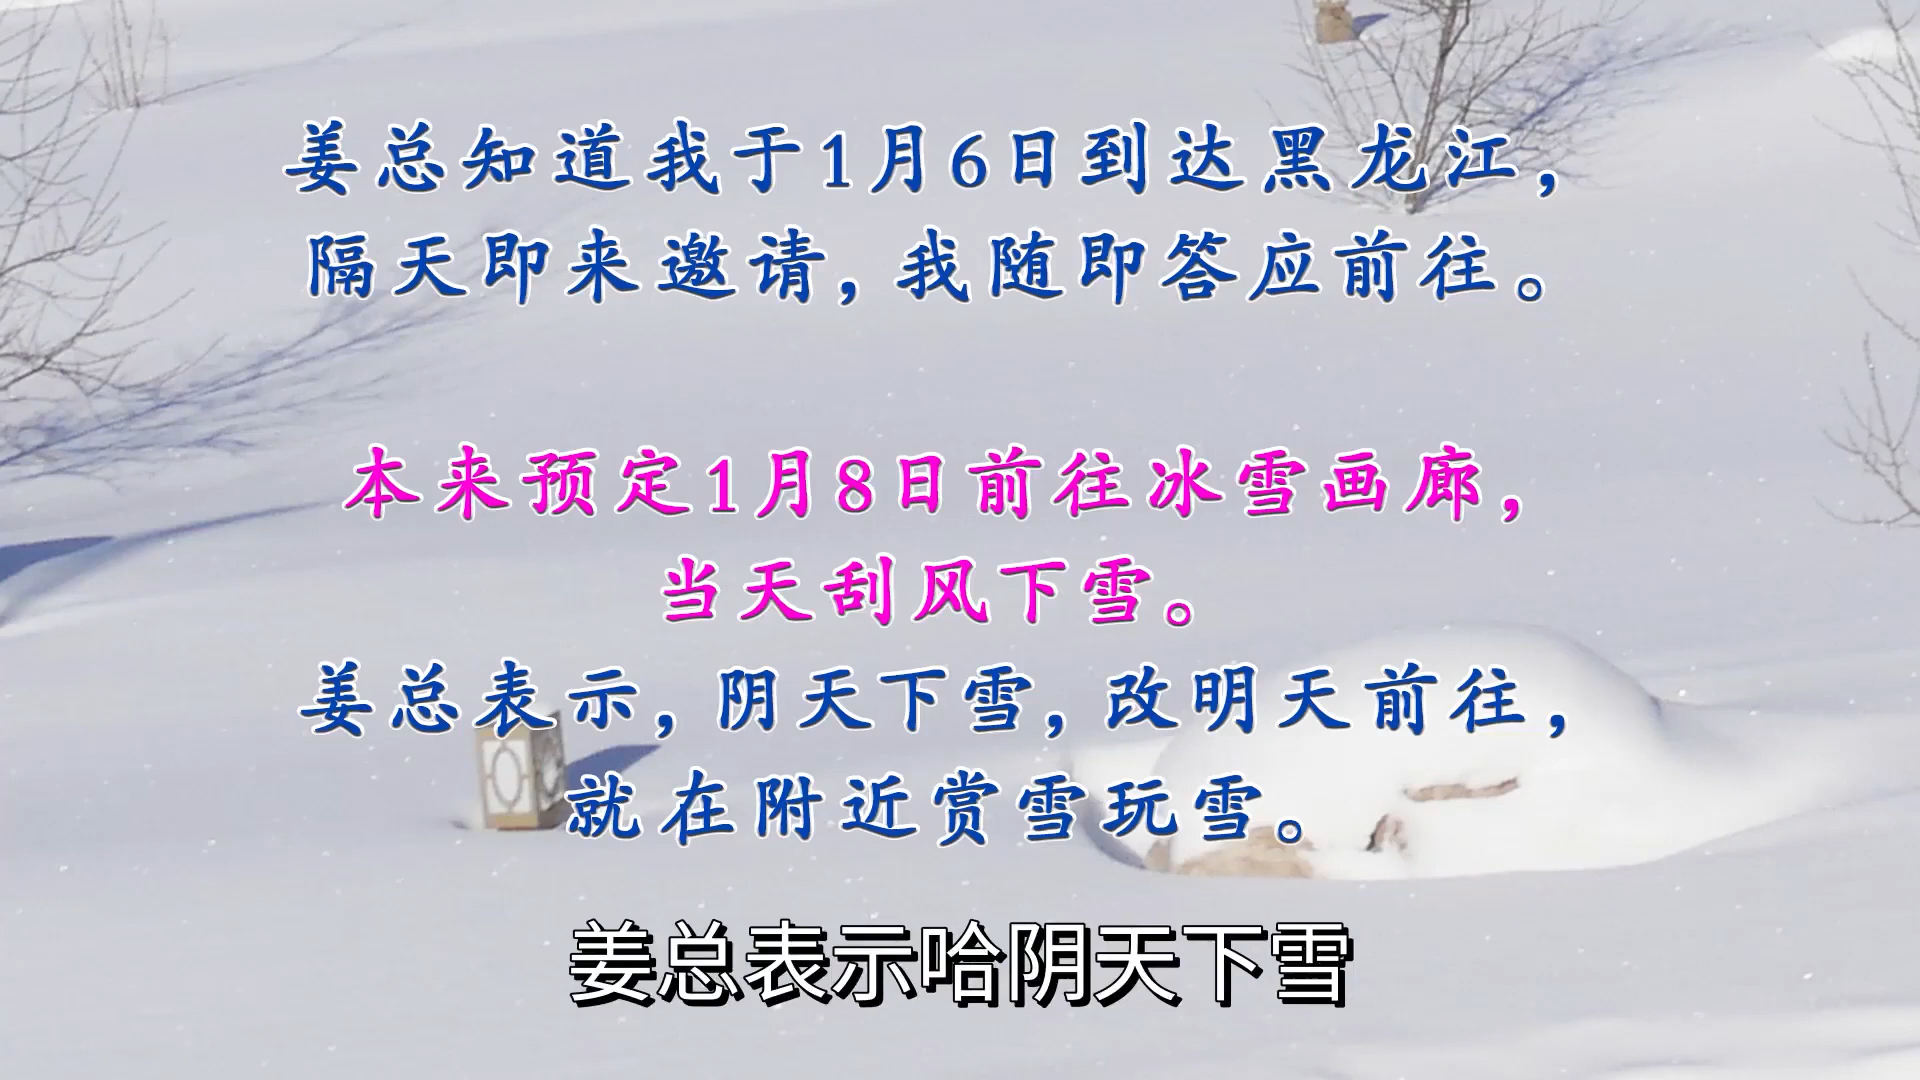 姜总知道我于1月6日到达黑龙江，
隔天即来邀请，我随即答应前往。
本来预定1月8日前往冰雪画廊，
当天刮风下雪。
姜总表示，阴天下雪，改明天前往，
就在附近赏雪玩雪。
姜总表示哈阴天下雪